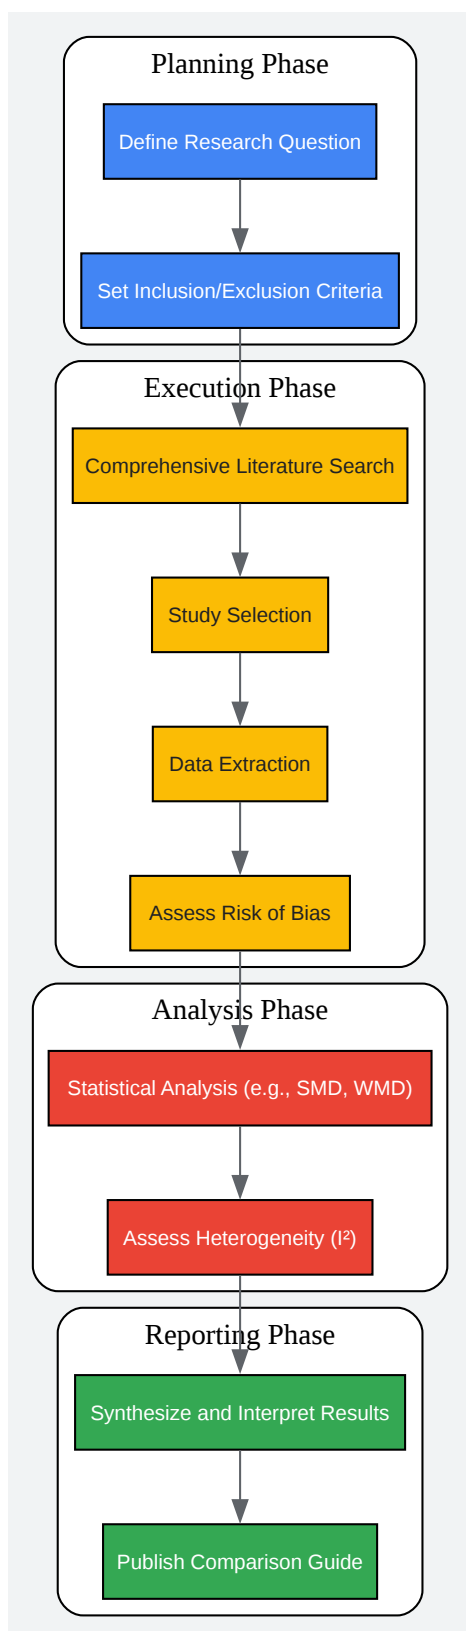 Planning Phase
Define Research Question
Set Inclusion/Exclusion Criteria
Execution Phase
Comprehensive Literature Search
Study Selection
Data Extraction
Assess Risk of Bias
Analysis Phase
Statistical Analysis (e.g., SMD, WMD)
Assess Heterogeneity (I²)
Reporting Phase
Synthesize and Interpret Results
Publish Comparison Guide